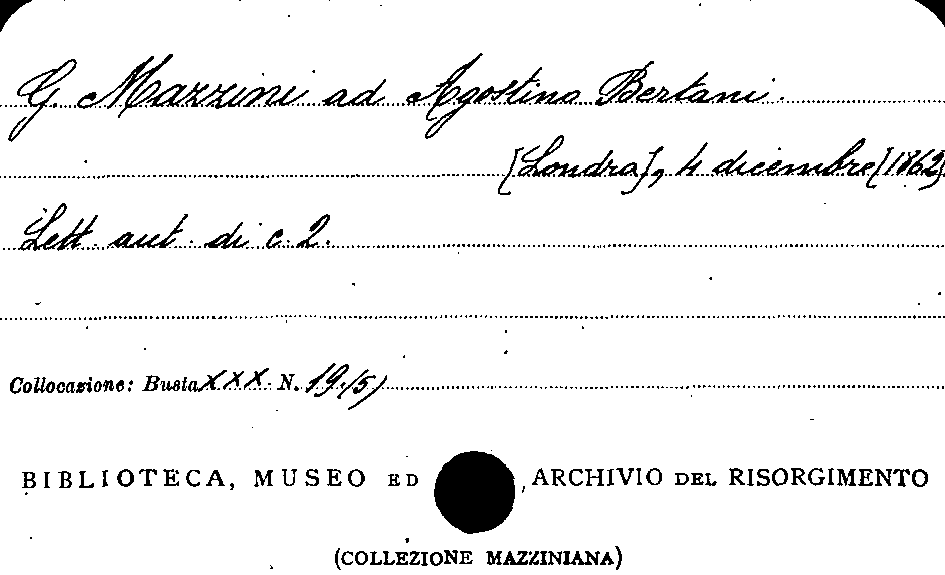 G. Mazzini ad Agostino Bertani.
[Londra], 4 dicembre [1862]
Lett. aut. di c. 2.
Collocazione: Busta XXX. N. 19.(5)
BIBLIOTECA, MUSEO ED ARCHIVIO DEL RISORGIMENTO
(COLLEZIONE MAZZINIANA)